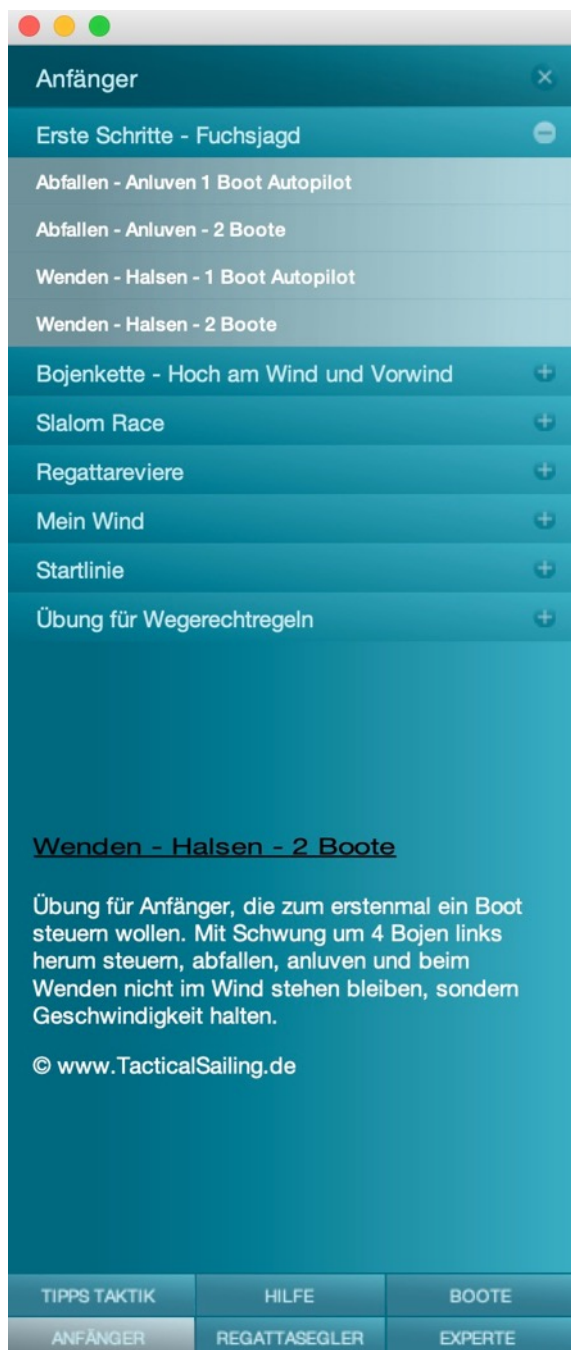 Anfänger
Erste Schritte - Fuchsjagd
Abfallen - Anluven 1 Boot Autopilot
Abfallen - Anluven - 2 Boote
Wenden - Halsen - 1 Boot Autopilot
Wenden - Halsen - 2 Boote
Bojenkette - Hoch am Wind und Vorwind
Slalom Race
Regattareviere
Mein Wind
Startlinie
Übung für Wegerechtregeln
Wenden - Halsen - 2 Boote
Übung für Anfänger, die zum erstenmal ein Boot
steuern wollen. Mit Schwung um 4 Bojen links
herum steuern, abfallen, anluven und beim
Wenden nicht im Wind stehen bleiben, sondern
Geschwindigkeit halten.
© www.TacticalSailing.de
TIPPS TAKTIK HILFE BOOTE
ANFÄNGER REGATTASEGLER EXPERTE